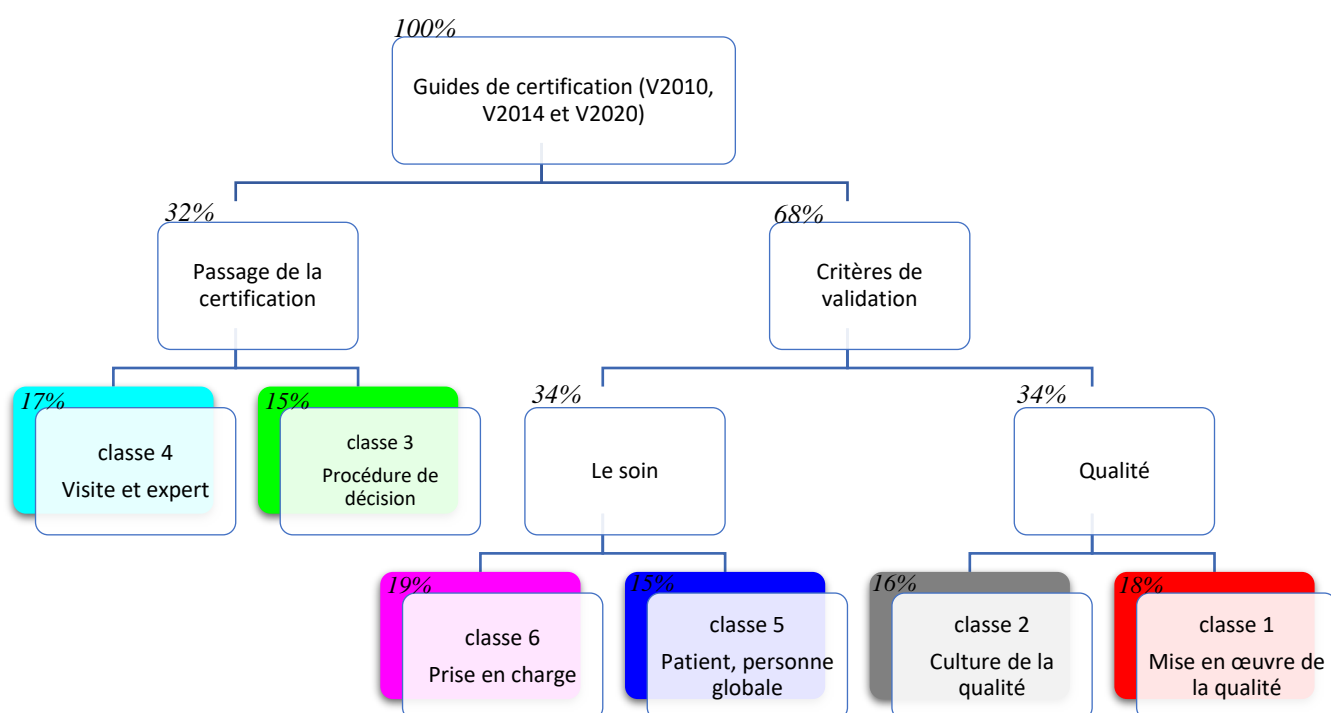 100%
Guides de certification (V2010,
V2014 et V2020)
32%
Passage de la
certification
68%
Critères de
validation
17%
classe 4
Visite et expert
15%
classe 3
Procédure de
décision
34%
Le soin
34%
Qualité
19%
classe 6
Prise en charge
15%
classe 5
Patient, personne
globale
16%
classe 2
Culture de la
qualité
18%
classe 1
Mise en œuvre de
la qualité